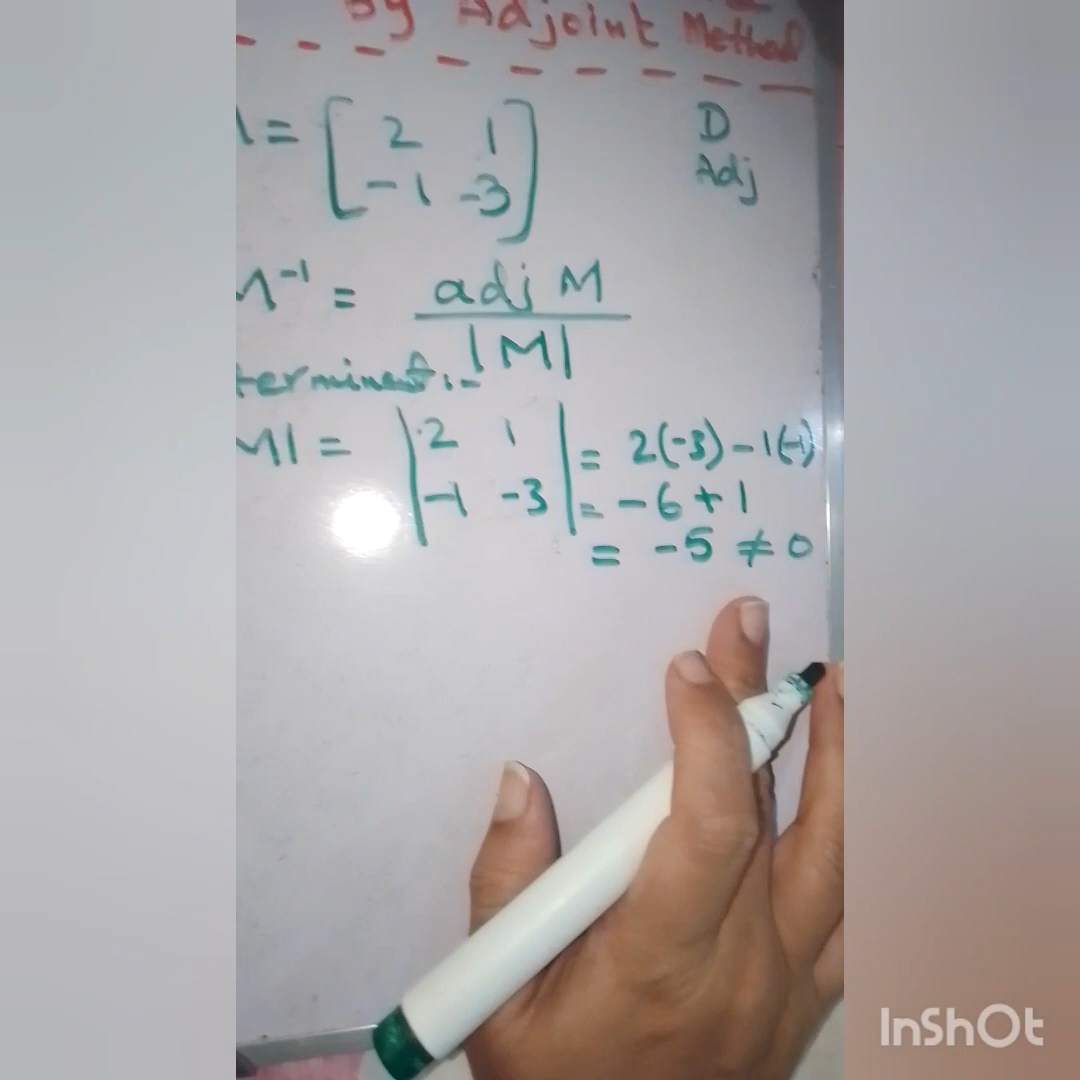 By Adjoint Method
= [ 2 1
-1 -3 ]
D
Adj
M⁻¹ = adj M
|M|
terminent:-
M| = | 2 1 | = 2(-3) - 1(-1)
| -1 -3 | = -6 + 1
= -5 ≠ 0
InShOt